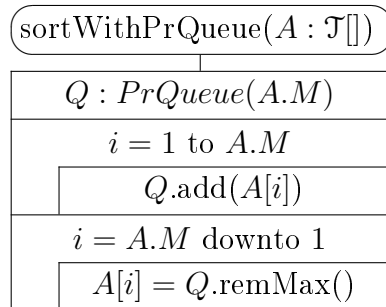 sortWithPrQueue(A : 𝒯[])
Q : PrQueue(A.M)
i = 1 to A.M
Q.add(A[i])
i = A.M downto 1
A[i] = Q.remMax()